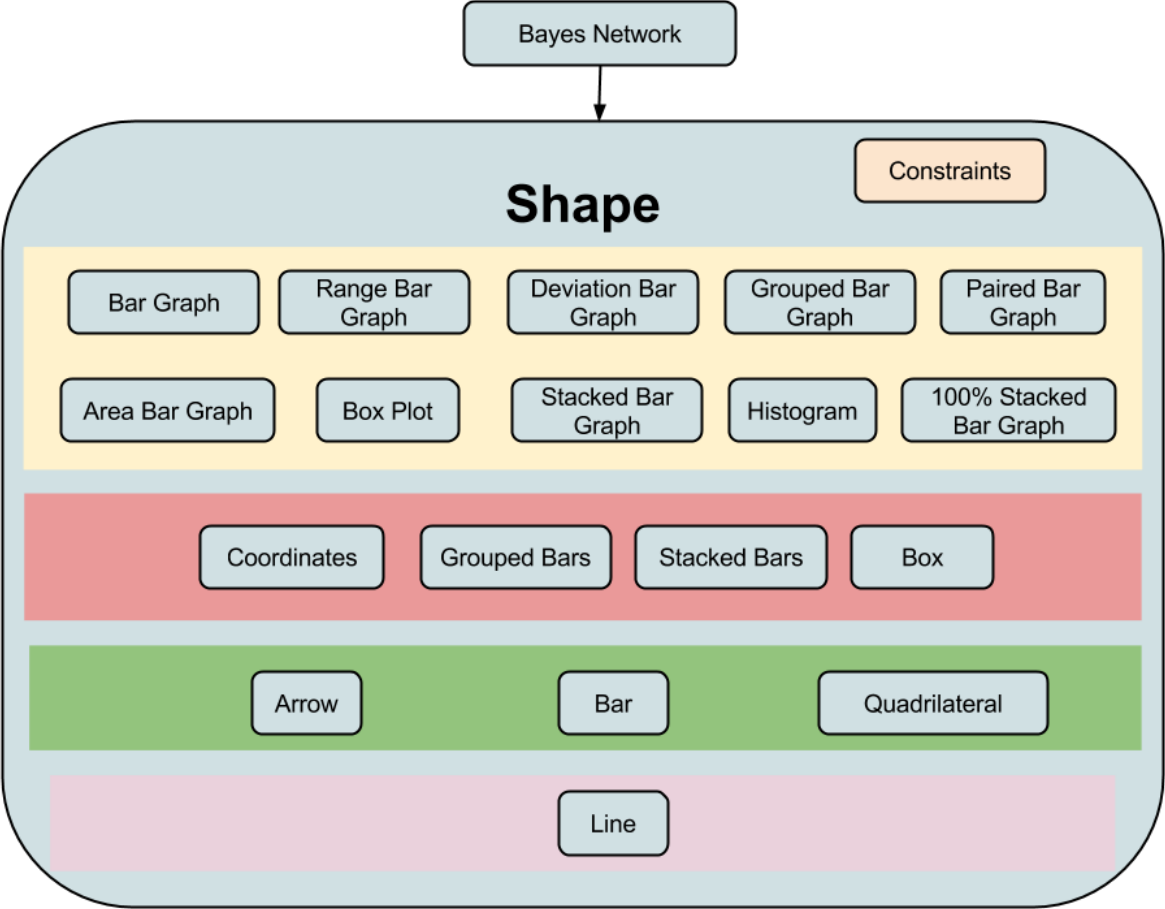 Bayes Network
Constraints
Shape
Bar Graph
Range Bar
Graph
Deviation Bar
Graph
Grouped Bar
Graph
Paired Bar
Graph
Area Bar Graph
Box Plot
Stacked Bar
Graph
Histogram
100% Stacked
Bar Graph
Coordinates
Grouped Bars
Stacked Bars
Box
Arrow
Bar
Quadrilateral
Line